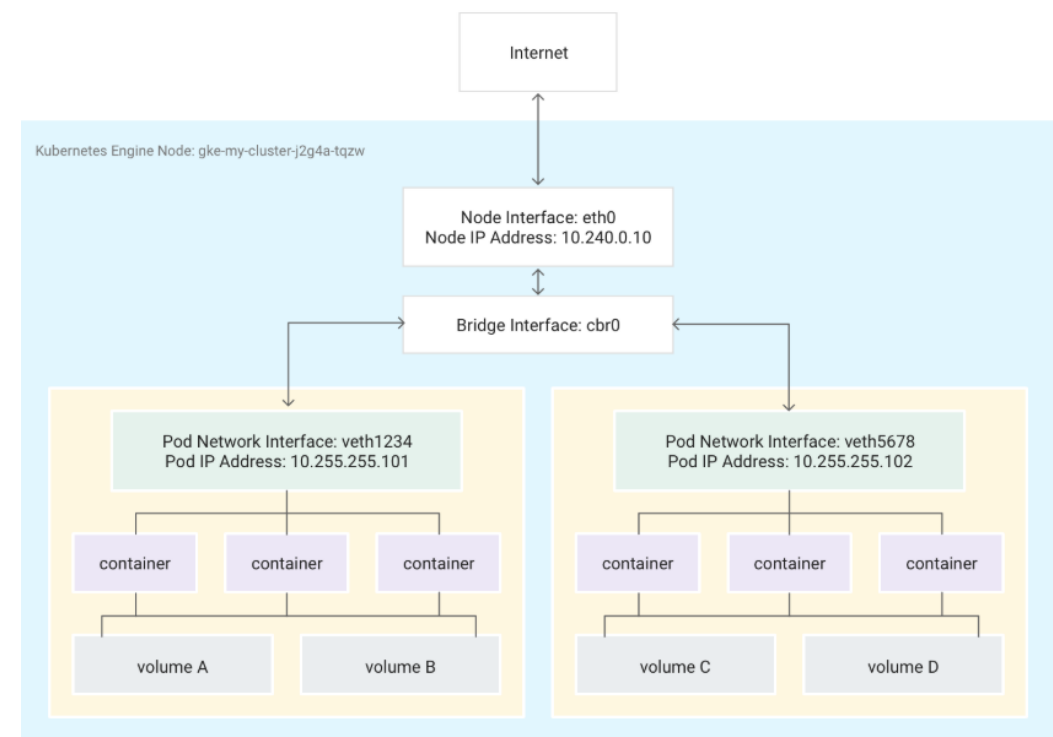 Internet
Kubernetes Engine Node: gke-my-cluster-j2g4a-tqzw
Node Interface: eth0
Node IP Address: 10.240.0.10
Bridge Interface: cbr0
Pod Network Interface: veth1234
Pod IP Address: 10.255.255.101
Pod Network Interface: veth5678
Pod IP Address: 10.255.255.102
container
container
container
container
container
container
volume A
volume B
volume C
volume D